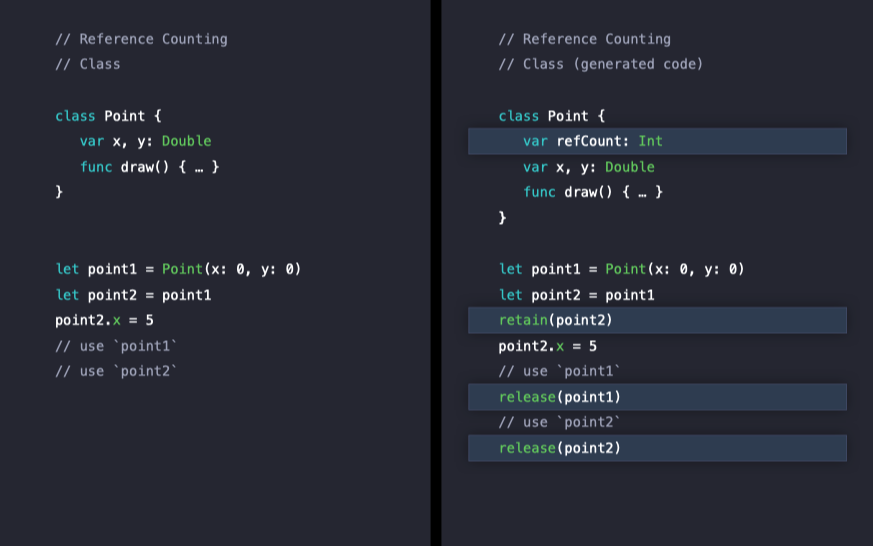 // Reference Counting
// Class
class Point {
   var x, y: Double
   func draw() { … }
}
let point1 = Point(x: 0, y: 0)
let point2 = point1
point2.x = 5
// use `point1`
// use `point2`
// Reference Counting
// Class (generated code)
class Point {
   var refCount: Int
   var x, y: Double
   func draw() { … }
}
let point1 = Point(x: 0, y: 0)
let point2 = point1
retain(point2)
point2.x = 5
// use `point1`
release(point1)
// use `point2`
release(point2)